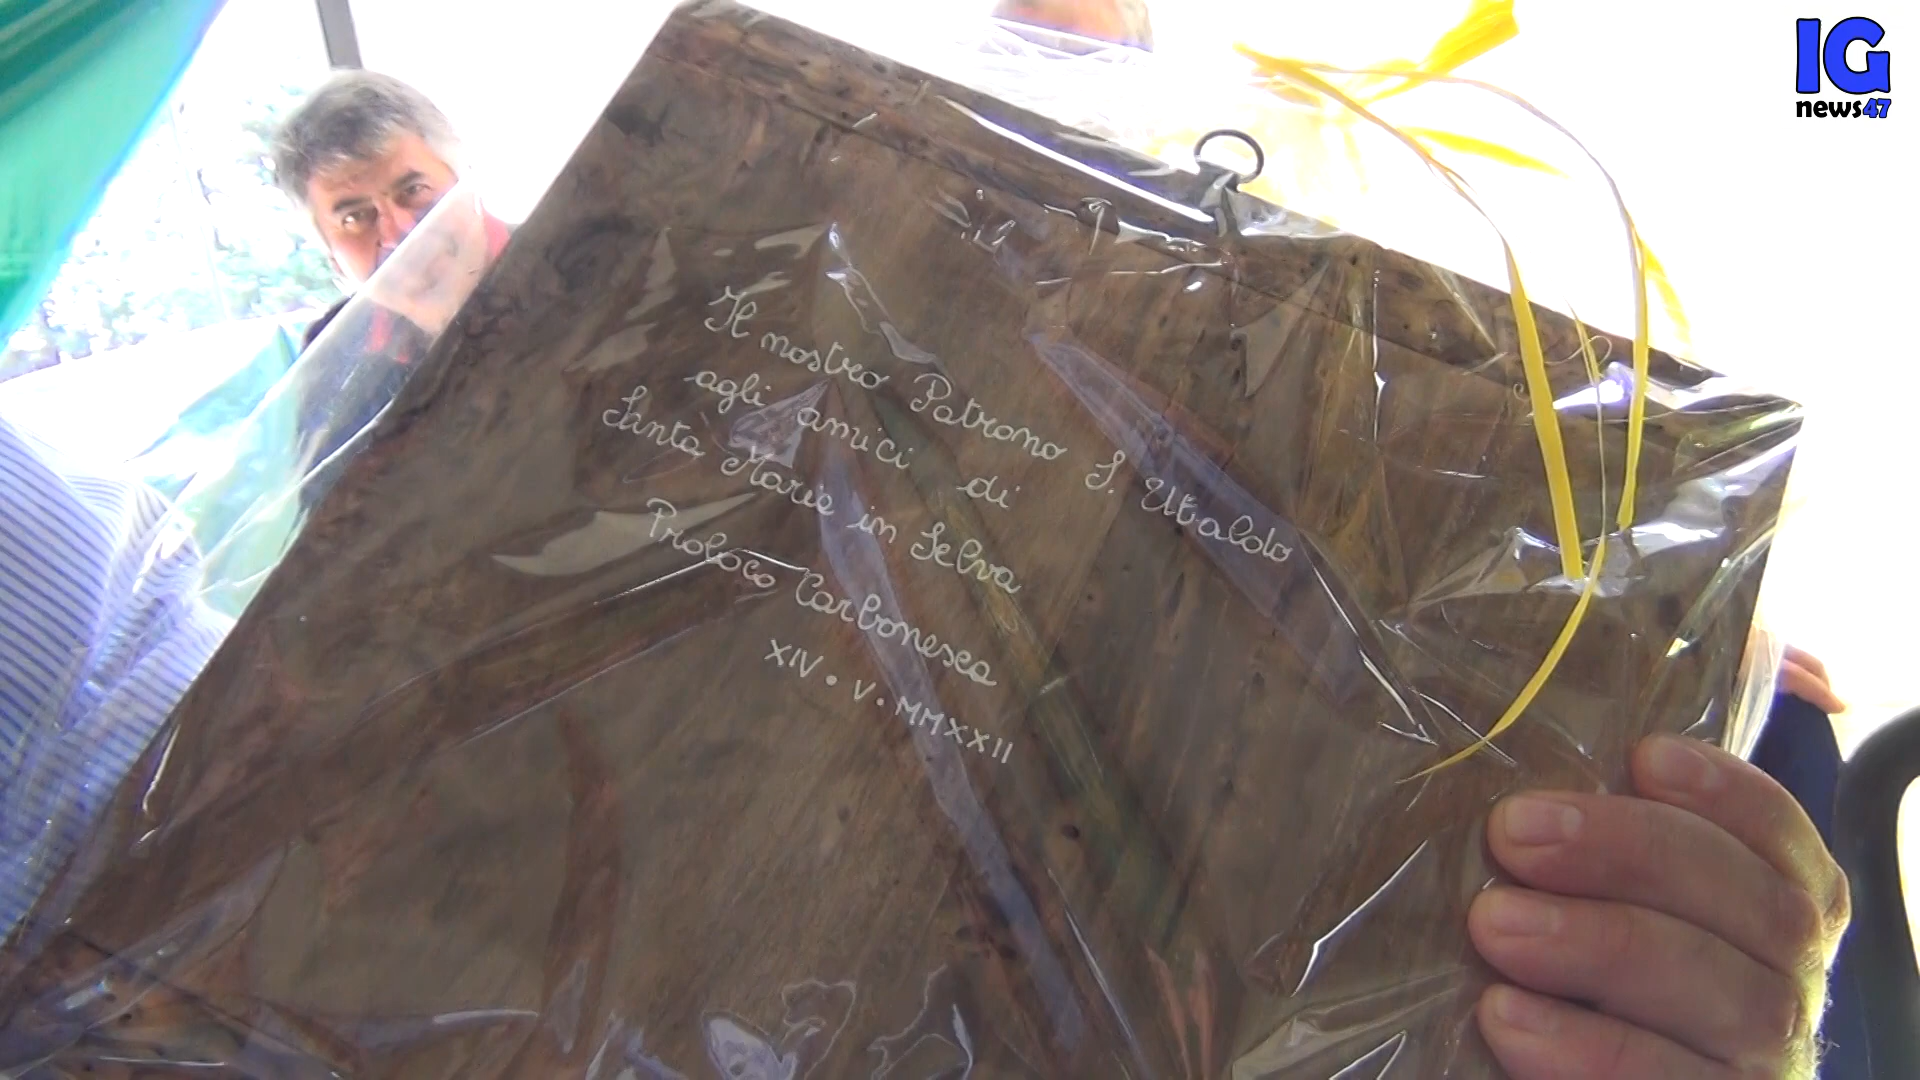 IG
news47
Il nostro Patrono S. Ubaldo
agli amici di
Santa Maria in Selva
Proloco Carbonesca
XIV. V. MMXXII